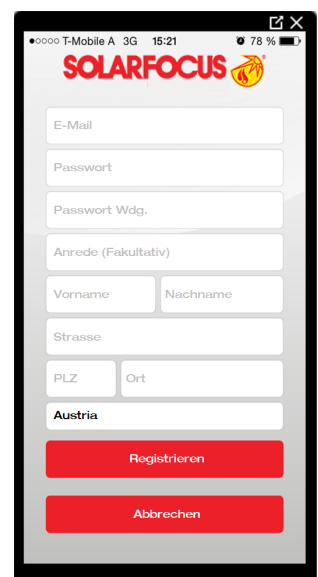 T-Mobile A 3G 15:21 78 %
SOLARFOCUS
E-Mail
Passwort
Passwort Wdg.
Anrede (Fakultativ)
Vorname Nachname
Strasse
PLZ Ort
Austria
Registrieren
Abbrechen